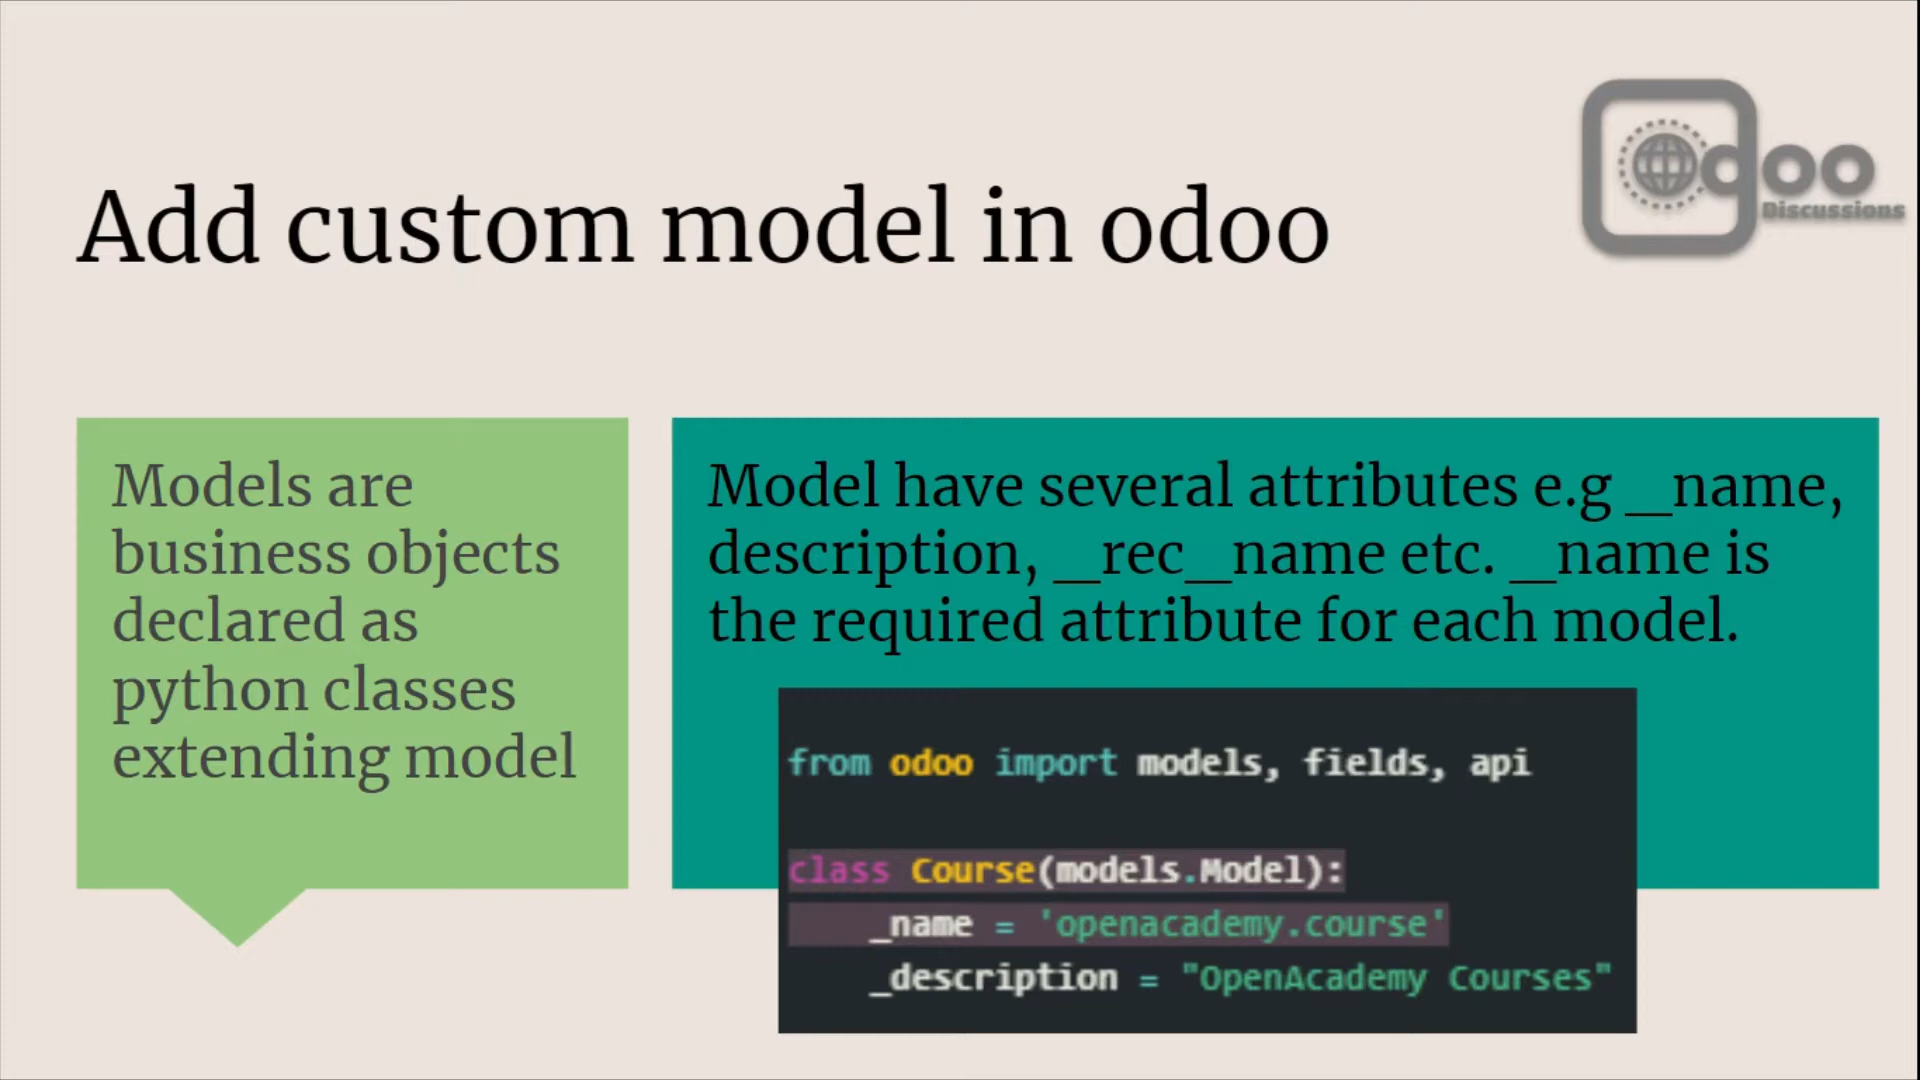 Add custom model in odoo
odoo
Discussions
Models are
business objects
declared as
python classes
extending model
Model have several attributes e.g _name,
description, _rec_name etc. _name is
the required attribute for each model.
from odoo import models, fields, api
class Course(models.Model):
_name = 'openacademy.course'
_description = "OpenAcademy Courses"